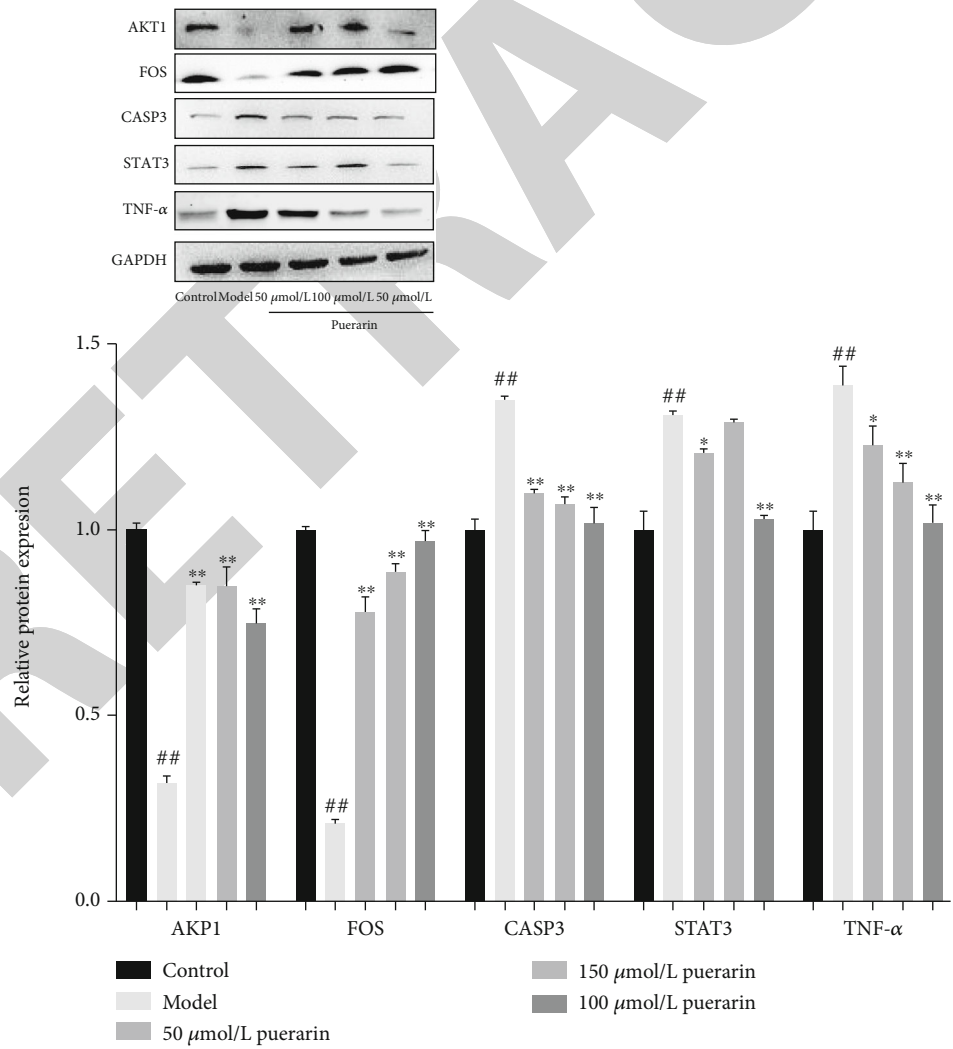 AKT1
FOS
CASP3
STAT3
TNF-α
GAPDH
Control Model 50 μmol/L 100 μmol/L 50 μmol/L
Puerarin
1.5
1.0
0.5
0.0
Relative protein expresion
##
**
**
**
##
**
**
**
##
**
**
**
##
*
**
##
*
**
**
AKP1 FOS CASP3 STAT3 TNF-α
Control
Model
50 μmol/L puerarin
150 μmol/L puerarin
100 μmol/L puerarin
RETRAC